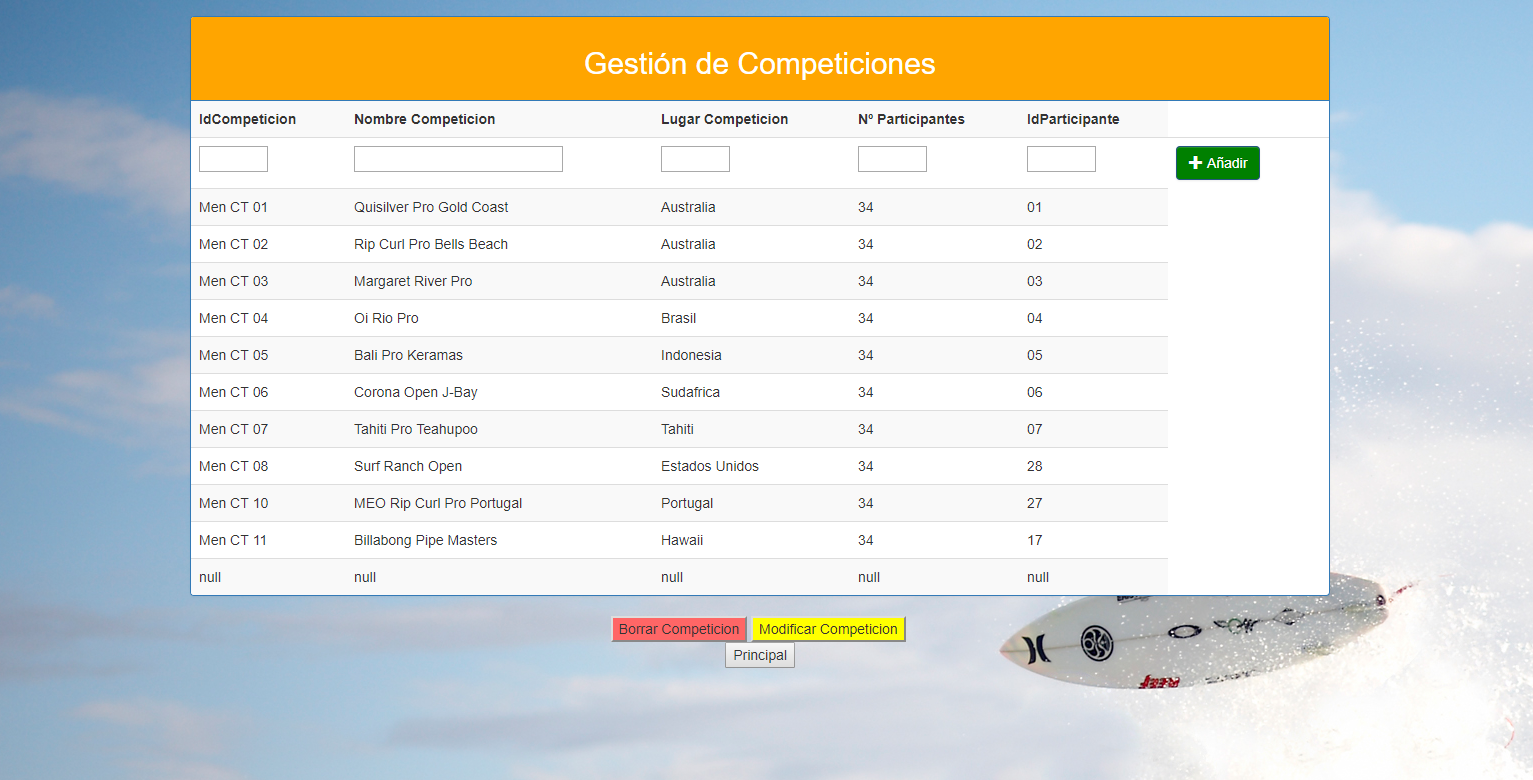 Gestión de Competiciones
IdCompeticion Nombre Competicion Lugar Competicion Nº Participantes IdParticipante
Añadir
Men CT 01 Quisilver Pro Gold Coast Australia 34 01
Men CT 02 Rip Curl Pro Bells Beach Australia 34 02
Men CT 03 Margaret River Pro Australia 34 03
Men CT 04 Oi Rio Pro Brasil 34 04
Men CT 05 Bali Pro Keramas Indonesia 34 05
Men CT 06 Corona Open J-Bay Sudafrica 34 06
Men CT 07 Tahiti Pro Teahupoo Tahiti 34 07
Men CT 08 Surf Ranch Open Estados Unidos 34 28
Men CT 10 MEO Rip Curl Pro Portugal Portugal 34 27
Men CT 11 Billabong Pipe Masters Hawaii 34 17
null null null null null
Borrar Competicion Modificar Competicion
Principal